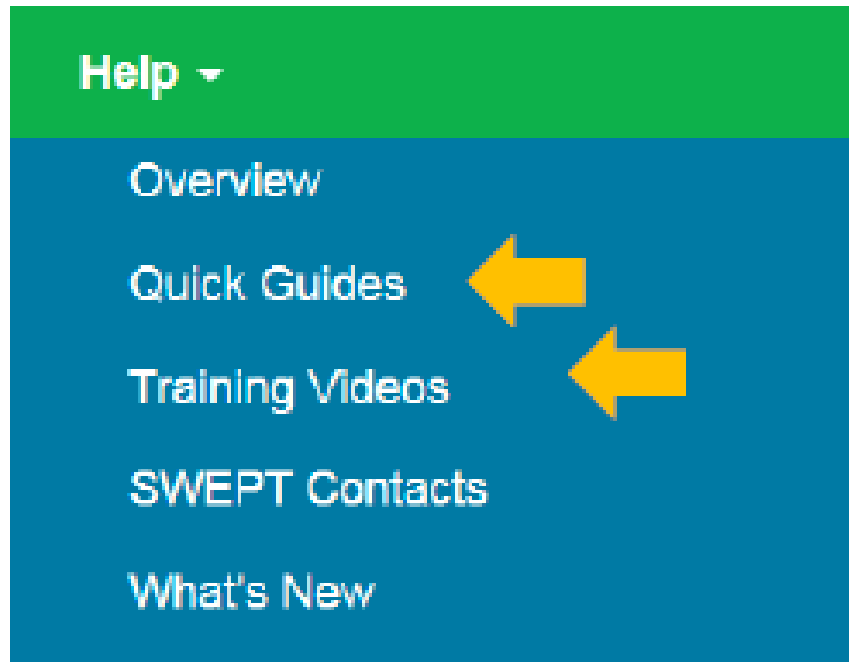 Help
Overview
Quick Guides
Training Videos
SWEPT Contacts
What's New